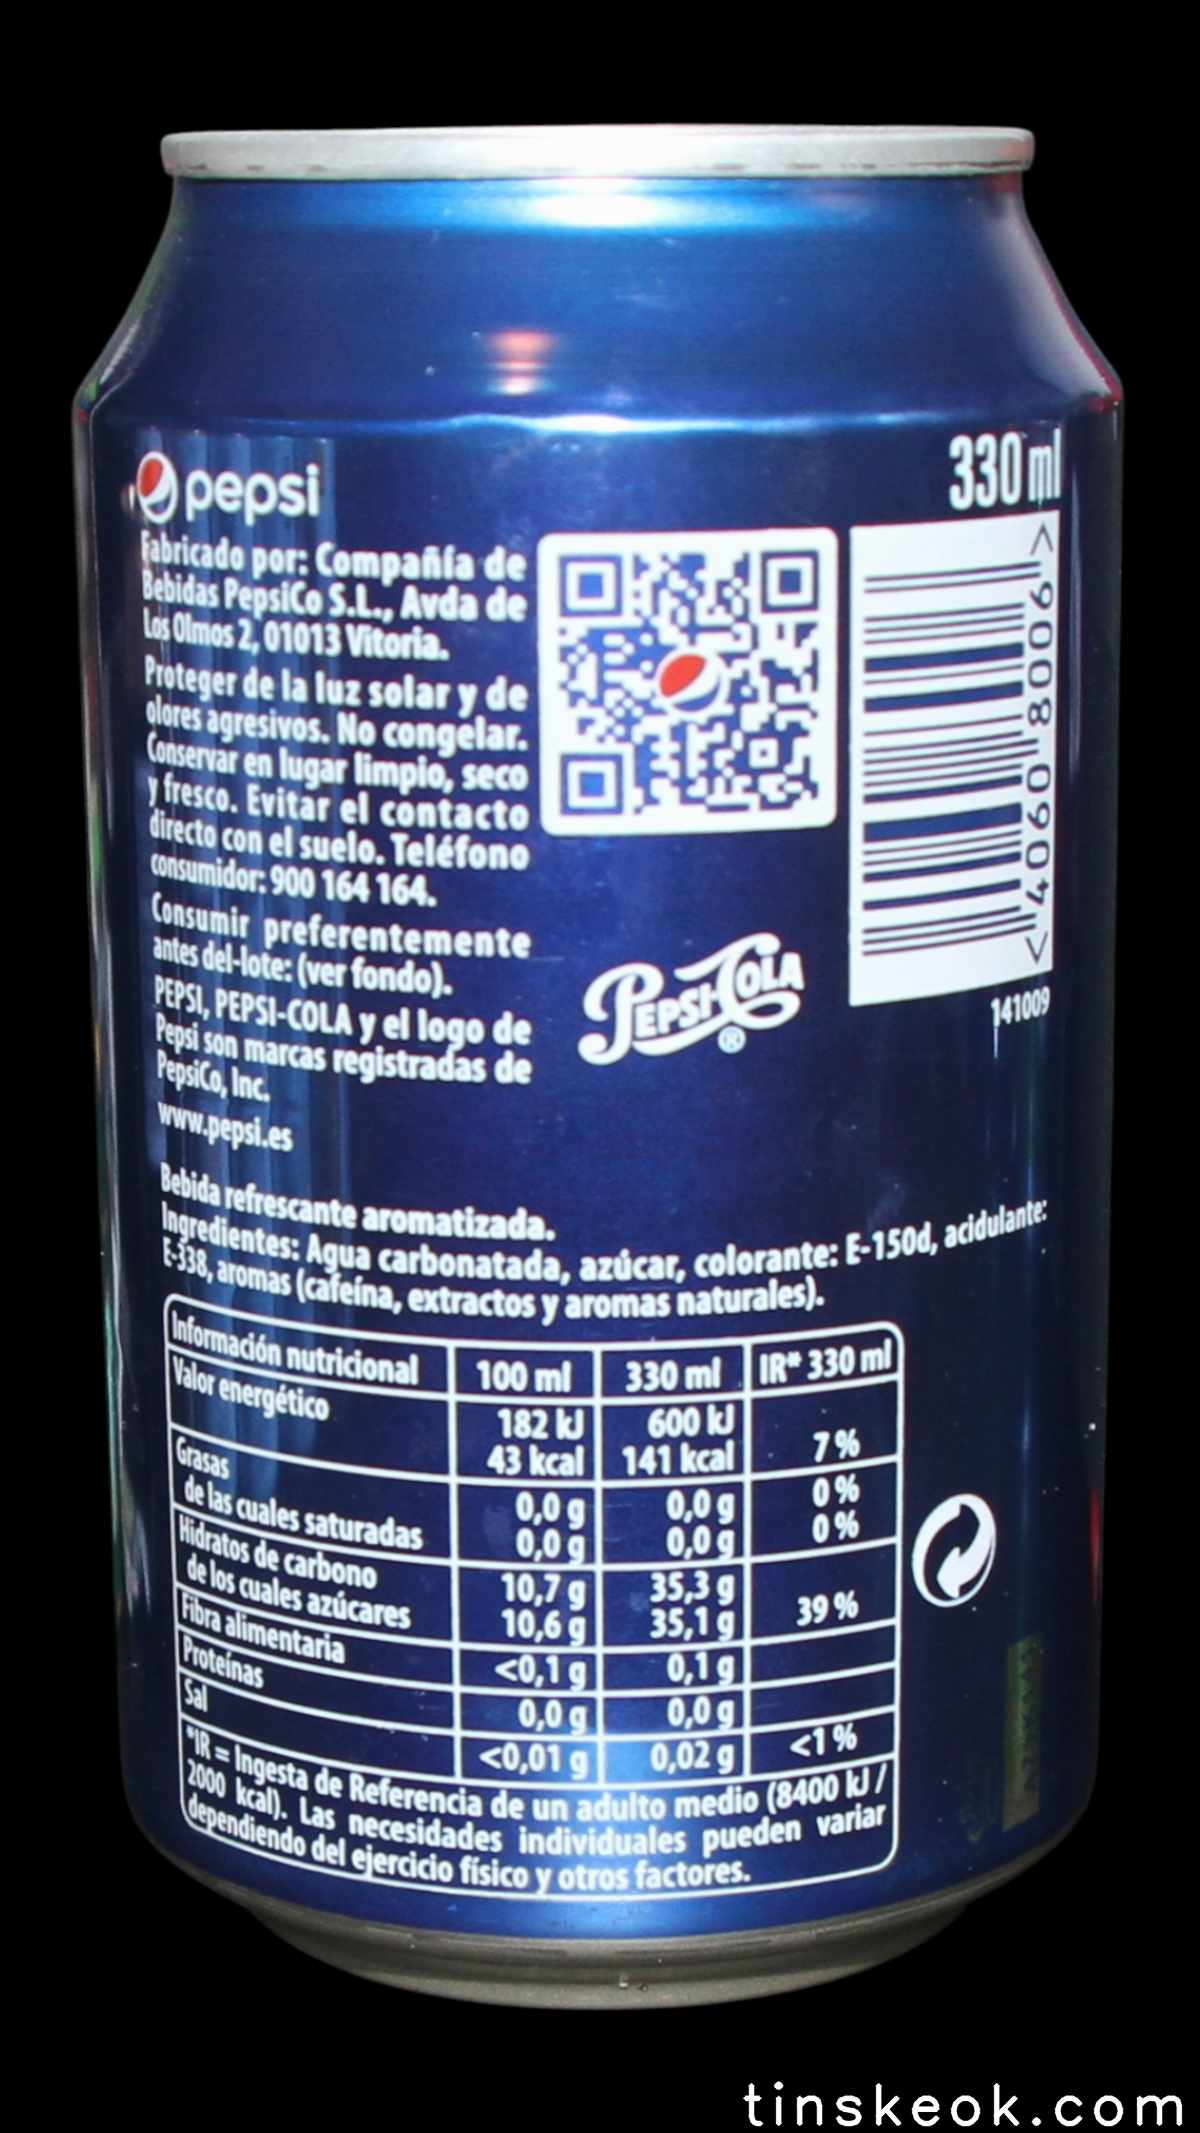 330 ml
pepsi
Fabricado por: Compañía de
Bebidas PepsiCo S.L., Avda de
Los Olmos 2, 01013 Vitoria.
Proteger de la luz solar y de
olores agresivos. No congelar.
Conservar en lugar limpio, seco
y fresco. Evitar el contacto
directo con el suelo. Teléfono
consumidor: 900 164 164.
Consumir preferentemente
antes del-lote: (ver fondo).
PEPSI, PEPSI-COLA y el logo de
Pepsi son marcas registradas de
PepsiCo, Inc.
www.pepsi.es
<4060 8006>
141009
PEPSI-COLA
®
Bebida refrescante aromatizada.
Ingredientes: Agua carbonatada, azúcar, colorante: E-150d, acidulante:
E-338, aromas (cafeína, extractos y aromas naturales).
Información nutricional 100 ml 330 ml IR* 330 ml
Valor energético 182 kJ 600 kJ
43 kcal 141 kcal 7 %
Grasas 0,0 g 0,0 g 0 %
de las cuales saturadas 0,0 g 0,0 g 0 %
Hidratos de carbono 10,7 g 35,3 g
de los cuales azúcares 10,6 g 35,1 g 39 %
Fibra alimentaria <0,1 g 0,1 g
Proteínas 0,0 g 0,0 g
Sal <0,01 g 0,02 g <1 %
*IR = Ingesta de Referencia de un adulto medio (8400 kJ /
2000 kcal). Las necesidades individuales pueden variar
dependiendo del ejercicio físico y otros factores.
tinskeok.com